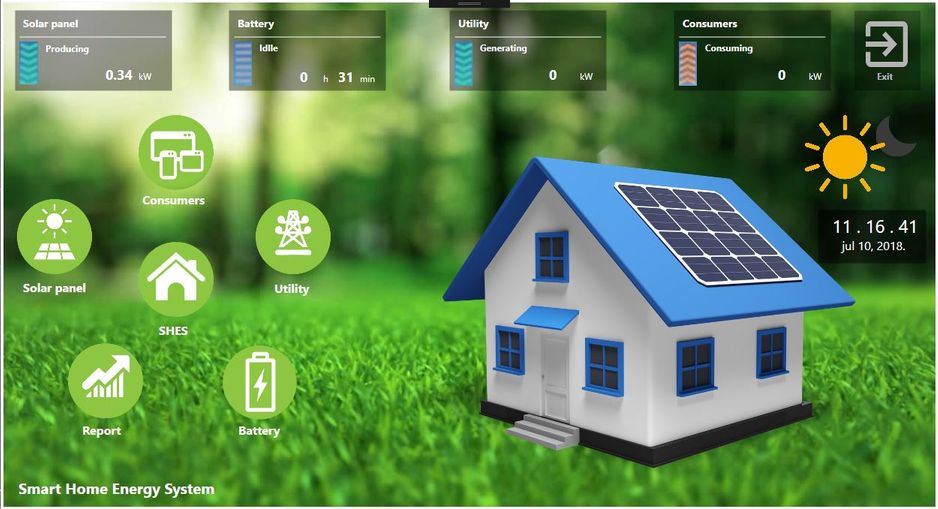 Solar panel
Producing
0.34 kW
Battery
Idlle
0 h 31 min
Utility
Generating
0 kW
Consumers
Consuming
0 kW
Exit
11 . 16 . 41
jul 10, 2018.
Consumers
Solar panel
Utility
SHES
Report
Battery
Smart Home Energy System